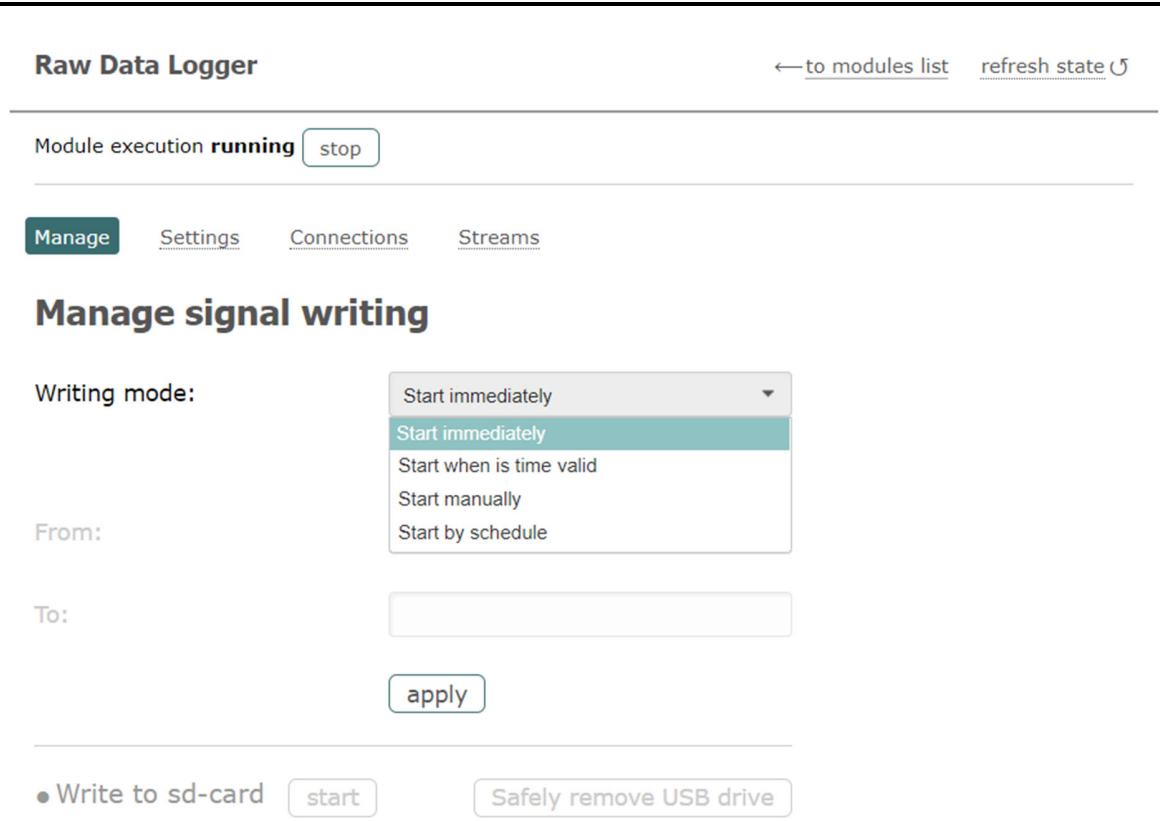 Raw Data Logger ←to modules list refresh state↺
Module execution running stop
Manage Settings Connections Streams
Manage signal writing
Writing mode: Start immediately
Start immediately
Start when is time valid
Start manually
From: Start by schedule
To:
apply
• Write to sd-card start Safely remove USB drive